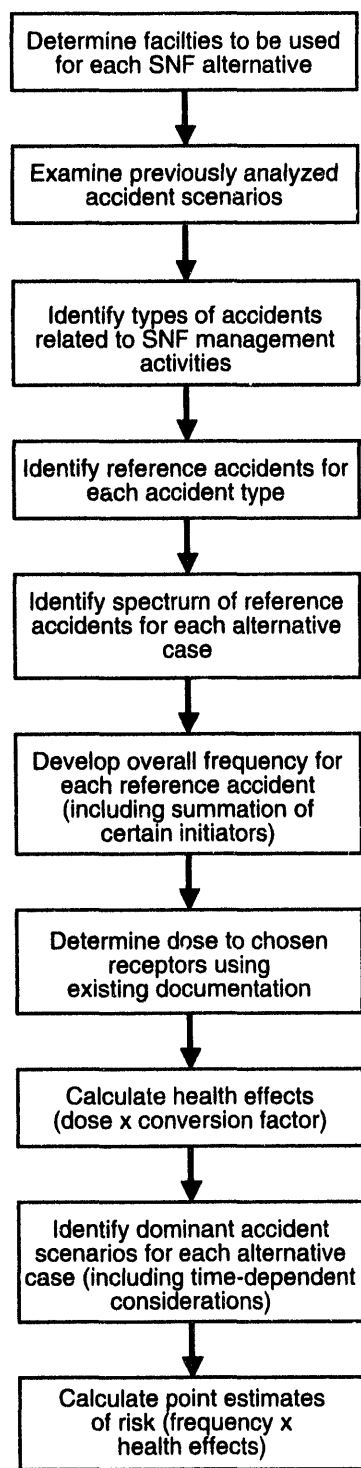 Determine facilties to be used
for each SNF alternative
Examine previously analyzed
accident scenarios
Identify types of accidents
related to SNF management
activities
Identify reference accidents for
each accident type
Identify spectrum of reference
accidents for each alternative
case
Develop overall frequency for
each reference accident
(including summation of
certain initiators)
Determine dose to chosen
receptors using
existing documentation
Calculate health effects
(dose x conversion factor)
Identify dominant accident
scenarios for each alternative
case (including time-dependent
considerations)
Calculate point estimates
of risk (frequency x
health effects)